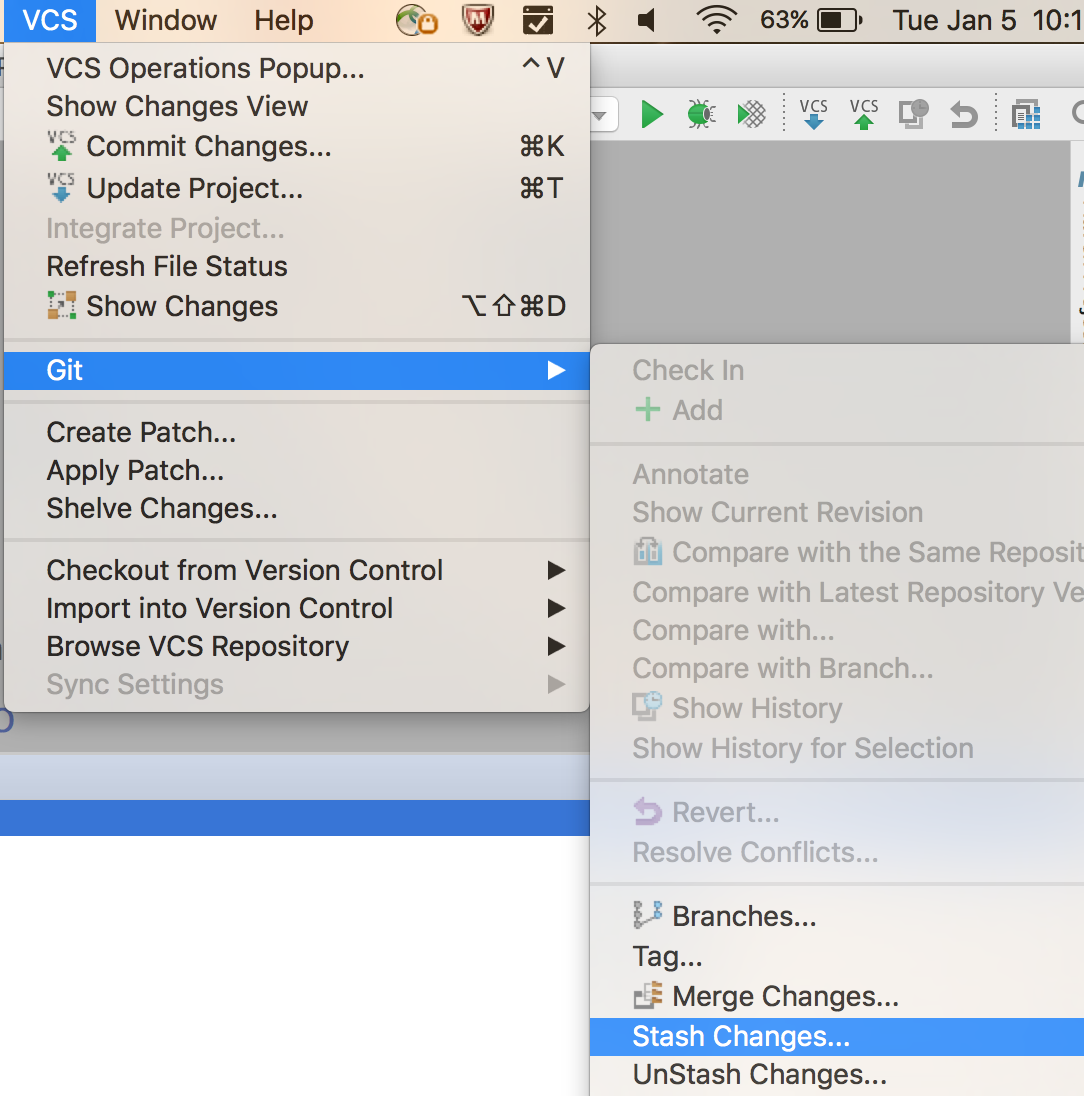 VCS Window Help 63% Tue Jan 5 10:1
VCS Operations Popup... ^V
Show Changes View
VCS Commit Changes... ⌘K
VCS Update Project... ⌘T
Integrate Project...
Refresh File Status
Show Changes ⌥⇧⌘D
Git
Create Patch...
Apply Patch...
Shelve Changes...
Checkout from Version Control
Import into Version Control
Browse VCS Repository
Sync Settings
VCS VCS
Check In
Add
Annotate
Show Current Revision
Compare with the Same Reposit
Compare with Latest Repository Ve
Compare with...
Compare with Branch...
Show History
Show History for Selection
Revert...
Resolve Conflicts...
Branches...
Tag...
Merge Changes...
Stash Changes...
UnStash Changes...